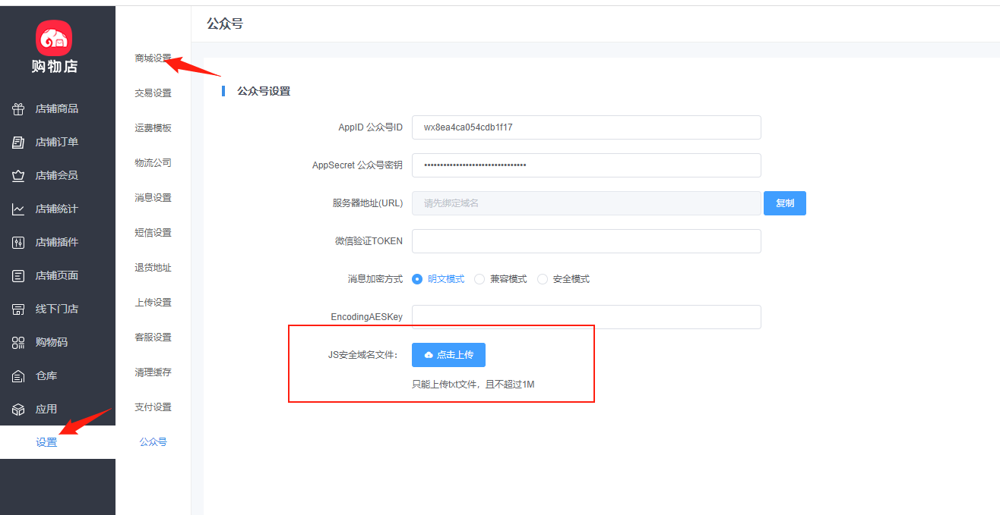 购物店
店铺商品
店铺订单
店铺会员
店铺统计
店铺插件
店铺页面
线下门店
购物码
仓库
应用
设置
商城设置
交易设置
运费模板
物流公司
消息设置
短信设置
退货地址
上传设置
客服设置
清理缓存
支付设置
公众号
公众号
公众号设置
AppID 公众号ID wx8ea4ca054cdb1f17
AppSecret 公众号密钥 ••••••••••••••••••••••••••••••••
服务器地址(URL) 请先绑定域名 复制
微信验证TOKEN
消息加密方式 明文模式 兼容模式 安全模式
EncodingAESKey
JS安全域名文件: 点击上传
只能上传txt文件，且不超过1M